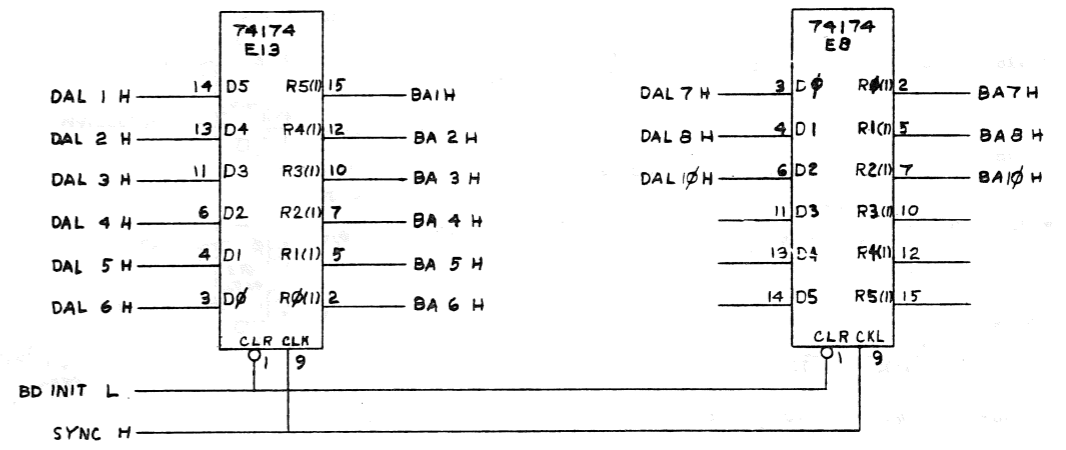 74174
E13
DAL 1 H 14 D5 R5(1) 15 BA1H
DAL 2 H 13 D4 R4(1) 12 BA 2 H
DAL 3 H 11 D3 R3(1) 10 BA 3 H
DAL 4 H 6 D2 R2(1) 7 BA 4 H
DAL 5 H 4 D1 R1(1) 5 BA 5 H
DAL 6 H 3 DØ RØ(1) 2 BA 6 H
CLR CLK
1 9
74174
E8
DAL 7 H 3 DØ RØ(1) 2 BA 7 H
DAL 8 H 4 D1 R1(1) 5 BA 8 H
DAL 1Ø H 6 D2 R2(1) 7 BA1Ø H
11 D3 R3(1) 10
13 D4 R4(1) 12
14 D5 R5(1) 15
CLR CKL
1 9
BD INIT L
SYNC H